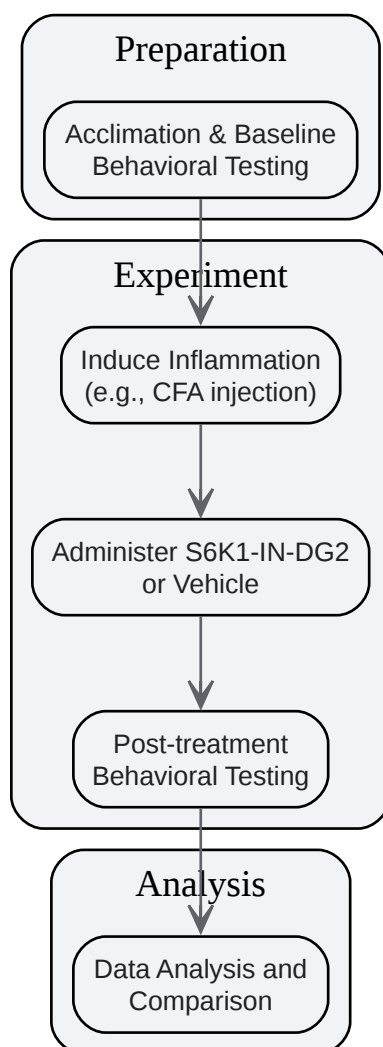 Preparation
Acclimation & Baseline
Behavioral Testing
Experiment
Induce Inflammation
(e.g., CFA injection)
Administer S6K1-IN-DG2
or Vehicle
Post-treatment
Behavioral Testing
Analysis
Data Analysis and
Comparison